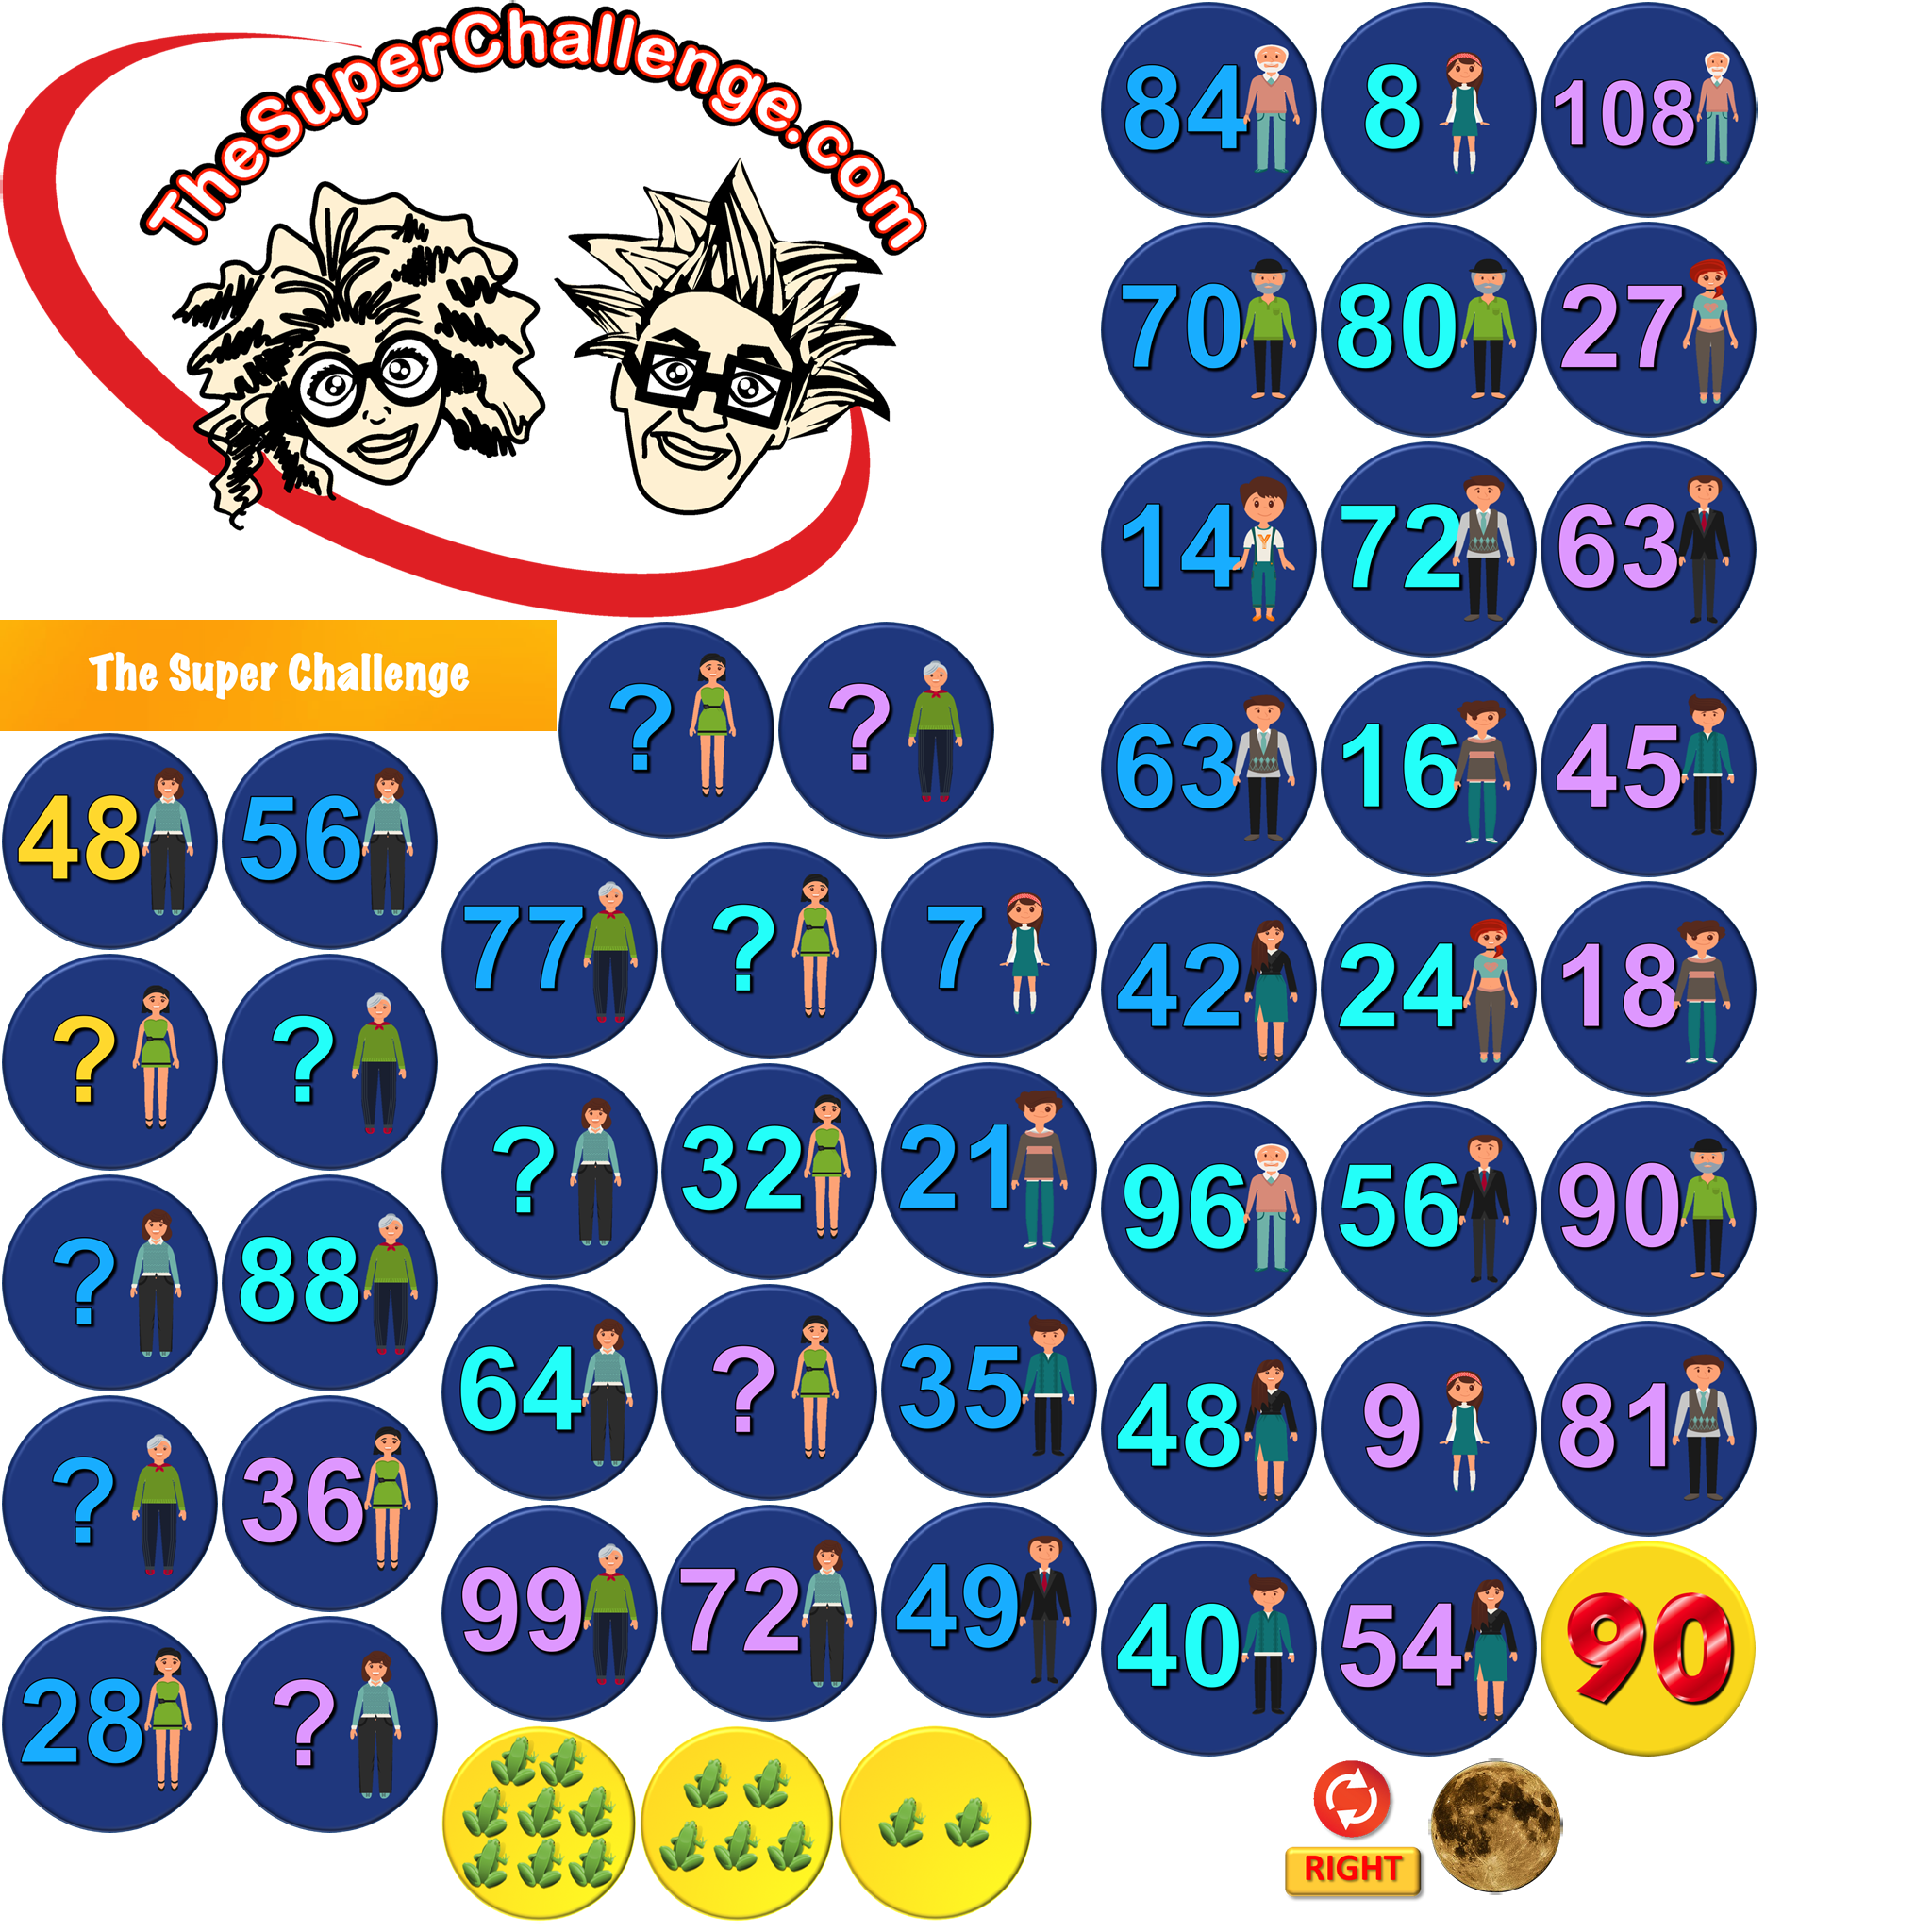 TheSuperChallenge.com
84 8 108
70 80 27
14 72 63
The Super Challenge
? ?
63 16 45
48 56
77 ? 7
42 24 18
? ?
? 32 21
96 56 90
? 88
64 ? 35
48 9 81
? 36
99 72 49
40 54 90
28 ?
RIGHT